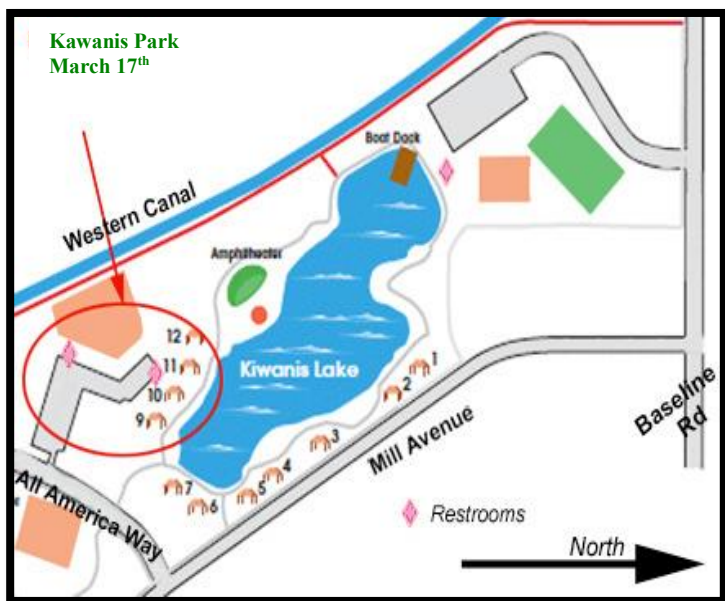 Kawanis Park
March 17th
Boat Dock
Western Canal
Amphitheater
12
11
10
9
Kiwanis Lake
1
2
3
4
5
6
7
Mill Avenue
Baseline
Rd
All America Way
Restrooms
North